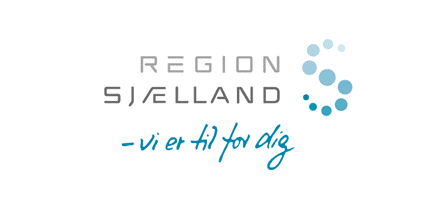 REGION
SJÆLLAND
- vi er til for dig